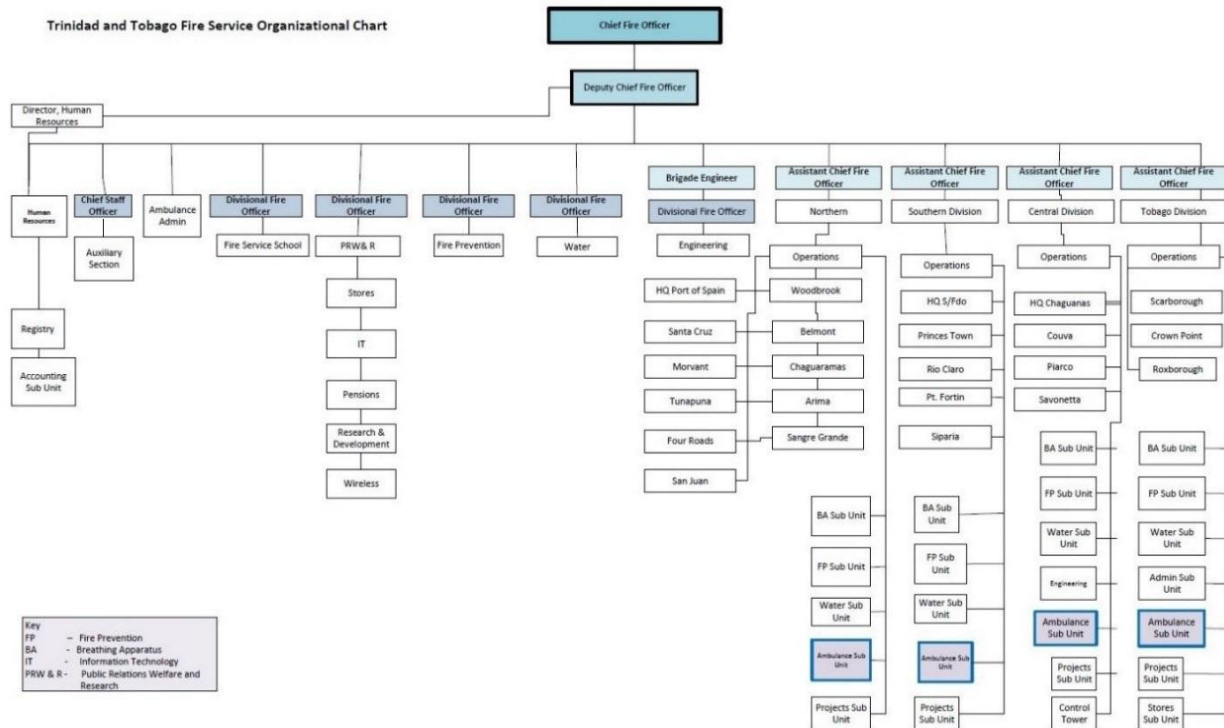 Trinidad and Tobago Fire Service Organizational Chart
Chief Fire Officer
Deputy Chief Fire Officer
Director, Human
Resources
Human
Resources
Registry
Accounting
Sub Unit
Chief Staff
Officer
Auxiliary
Section
Ambulance
Admin
Divisional Fire
Officer
Fire Service School
Divisional Fire
Officer
PRW& R
Stores
IT
Pensions
Research &
Development
Wireless
Divisional Fire
Officer
Fire Prevention
Divisional Fire
Officer
Water
Brigade Engineer
Divisional Fire Officer
Engineering
Assistant Chief Fire
Officer
Northern
Operations
HQ Port of Spain
Woodbrook
Santa Cruz
Belmont
Morvant
Chaguaramas
Tunapuna
Arima
Four Roads
Sangre Grande
San Juan
BA Sub Unit
FP Sub Unit
Water Sub
Unit
Ambulance Sub
Unit
Projects Sub
Unit
Assistant Chief Fire
Officer
Southern Division
Operations
HQ S/Fdo
Princes Town
Rio Claro
Pt. Fortin
Siparia
BA Sub
Unit
FP Sub
Unit
Water Sub
Unit
Ambulance Sub
Unit
Projects Sub
Unit
Assistant Chief Fire
Officer
Central Division
Operations
HQ Chaguanas
Couva
Piarco
Savonetta
BA Sub Unit
FP Sub Unit
Water Sub
Unit
Engineering
Ambulance
Sub Unit
Projects
Sub Unit
Control
Tower
Assistant Chief Fire
Officer
Tobago Division
Operations
Scarborough
Crown Point
Roxborough
BA Sub Unit
FP Sub Unit
Water Sub
Unit
Admin Sub
Unit
Ambulance
Sub Unit
Projects
Sub Unit
Stores Sub
Unit
Key
FP – Fire Prevention
BA - Breathing Apparatus
IT - Information Technology
PRW & R - Public Relations Welfare and
Research